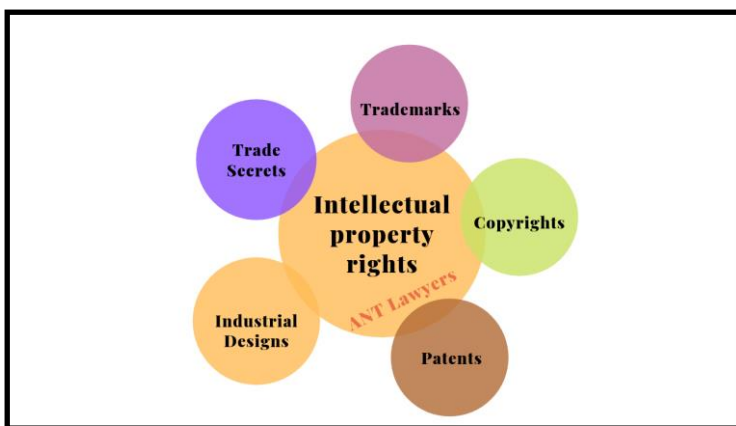 Trademarks
Trade
Secrets
Intellectual
property
rights
Copyrights
ANT Lawyers
Industrial
Designs
Patents